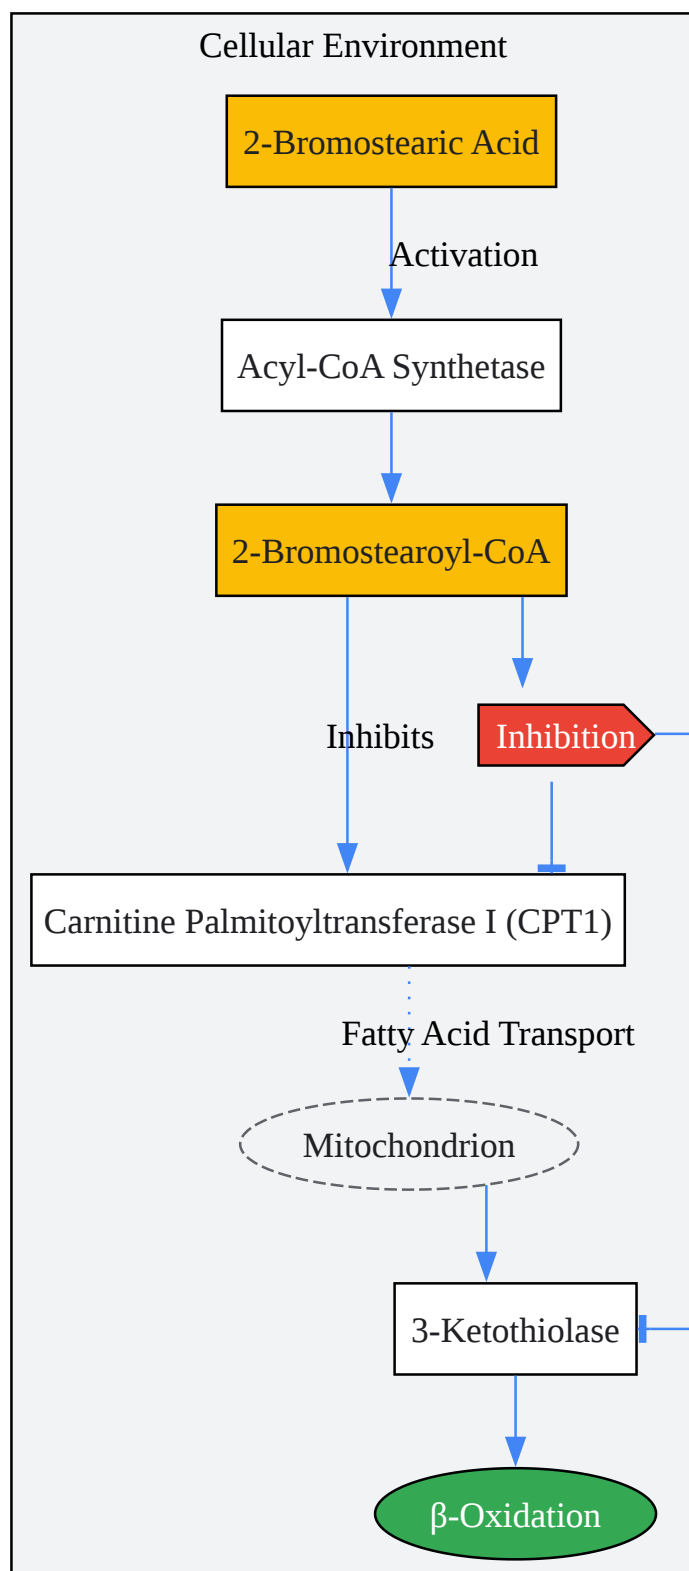 Cellular Environment
2-Bromostearic Acid
Activation
Acyl-CoA Synthetase
2-Bromostearoyl-CoA
Inhibits
Inhibition
Carnitine Palmitoyltransferase I (CPT1)
Fatty Acid Transport
Mitochondrion
3-Ketothiolase
β-Oxidation